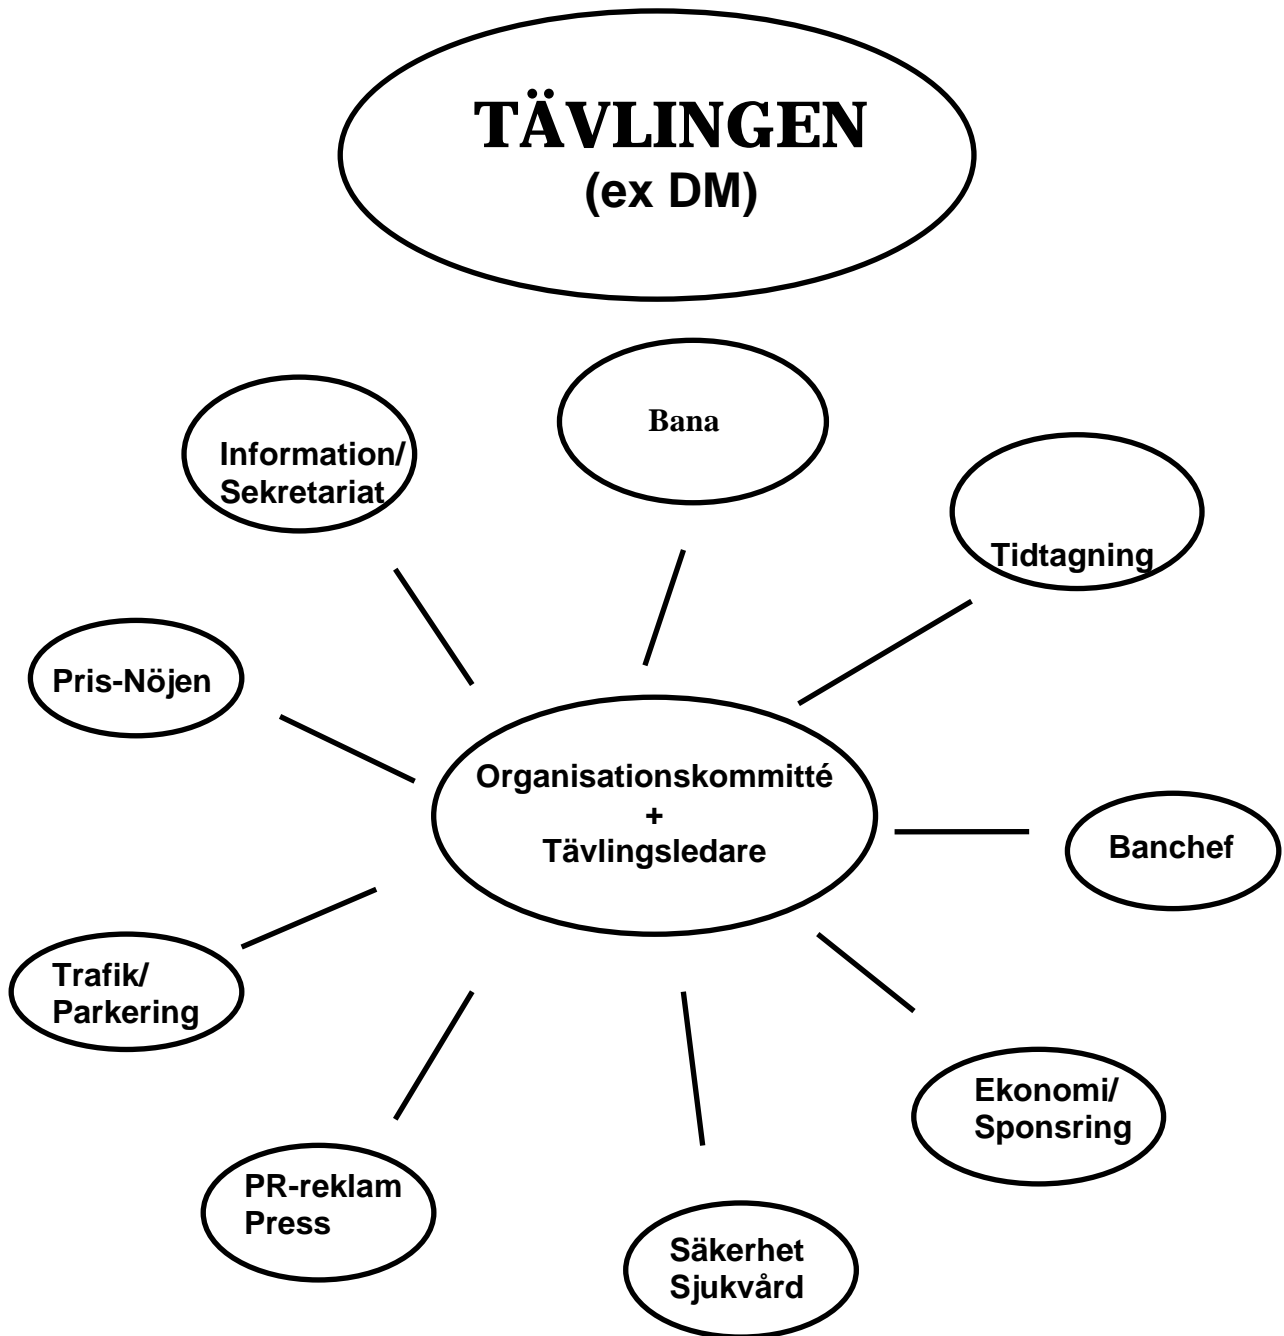 TÄVLINGEN
(ex DM)
Bana
Information/
Sekretariat
Tidtagning
Pris-Nöjen
Organisationskommitté
+
Tävlingsledare
Banchef
Trafik/
Parkering
Ekonomi/
Sponsring
PR-reklam
Press
Säkerhet
Sjukvård